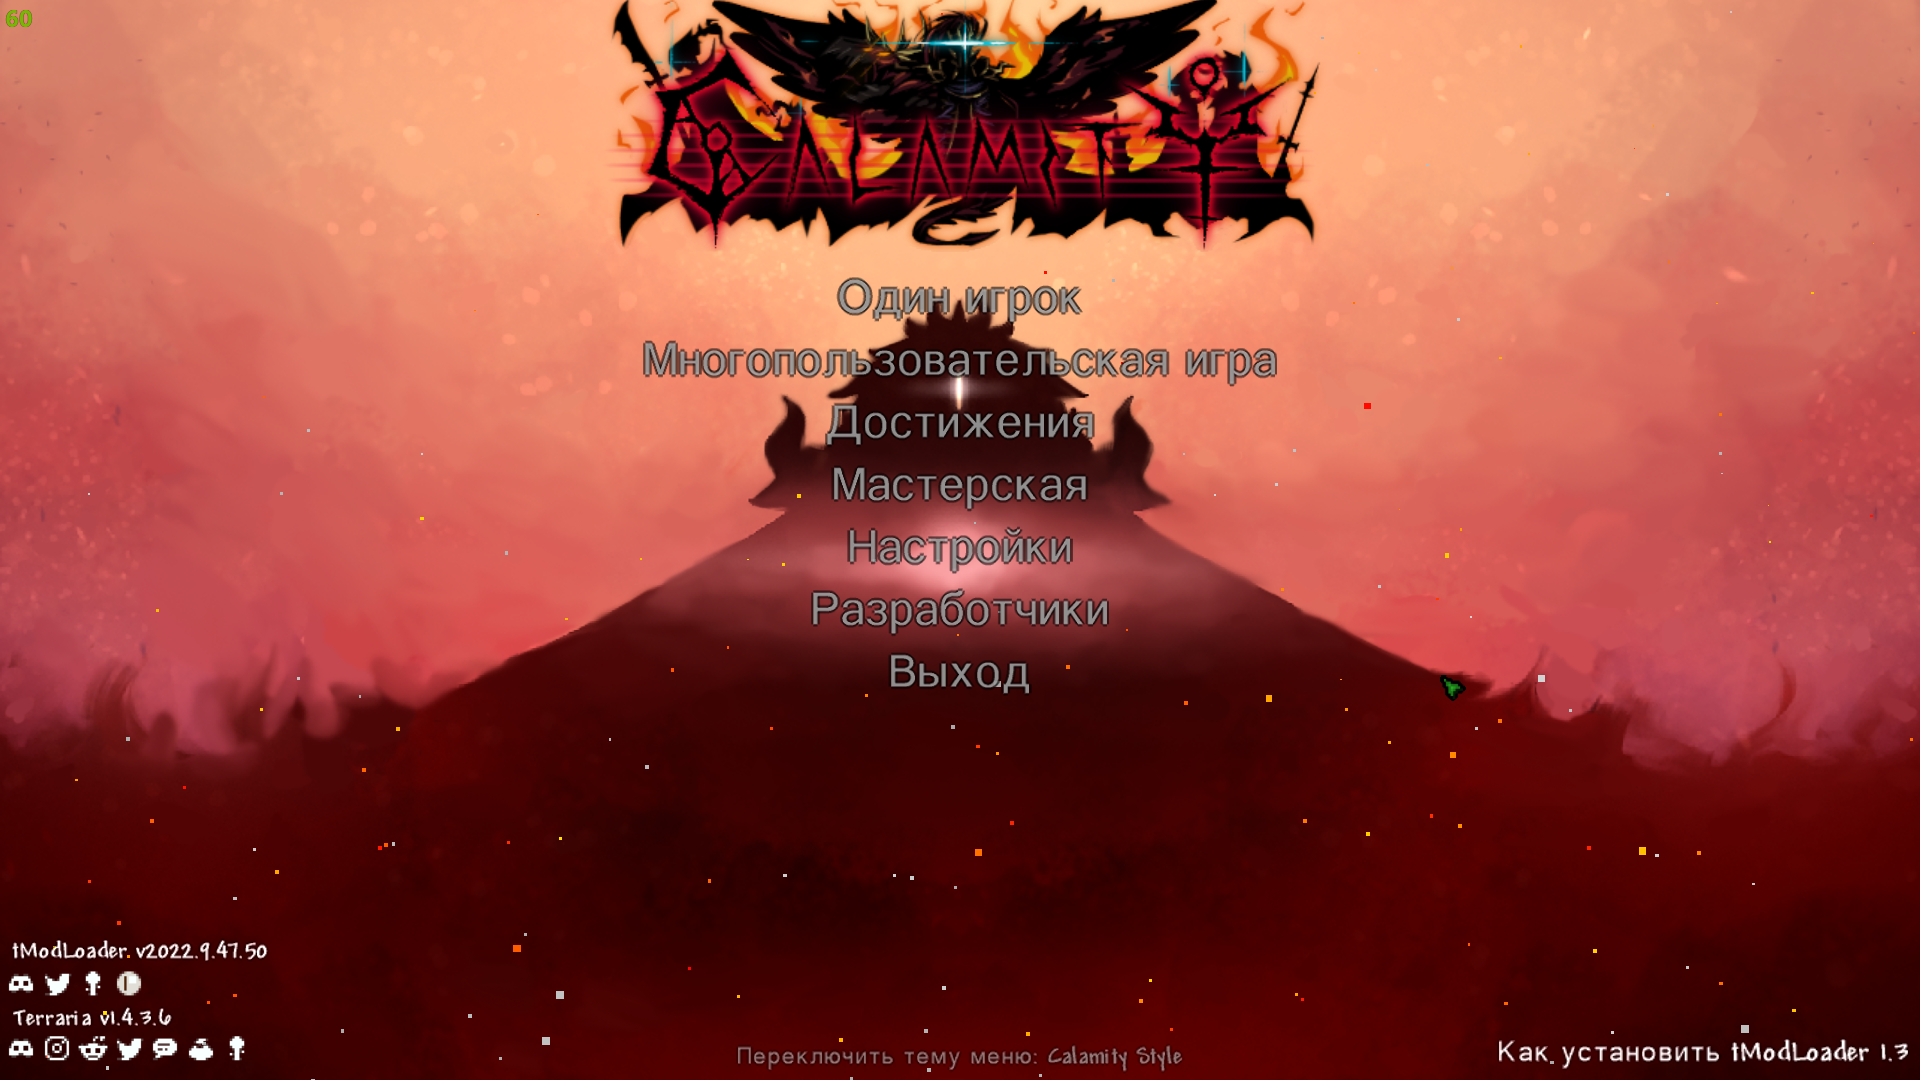 60
CALAMITY
Один игрок
Многопользовательская игра
Достижения
Мастерская
Настройки
Разработчики
Выход
tModLoader v2022.9.47.50
Terraria v1.4.3.6
Переключить тему меню: Calamity Style
Как установить tModLoader 1.3